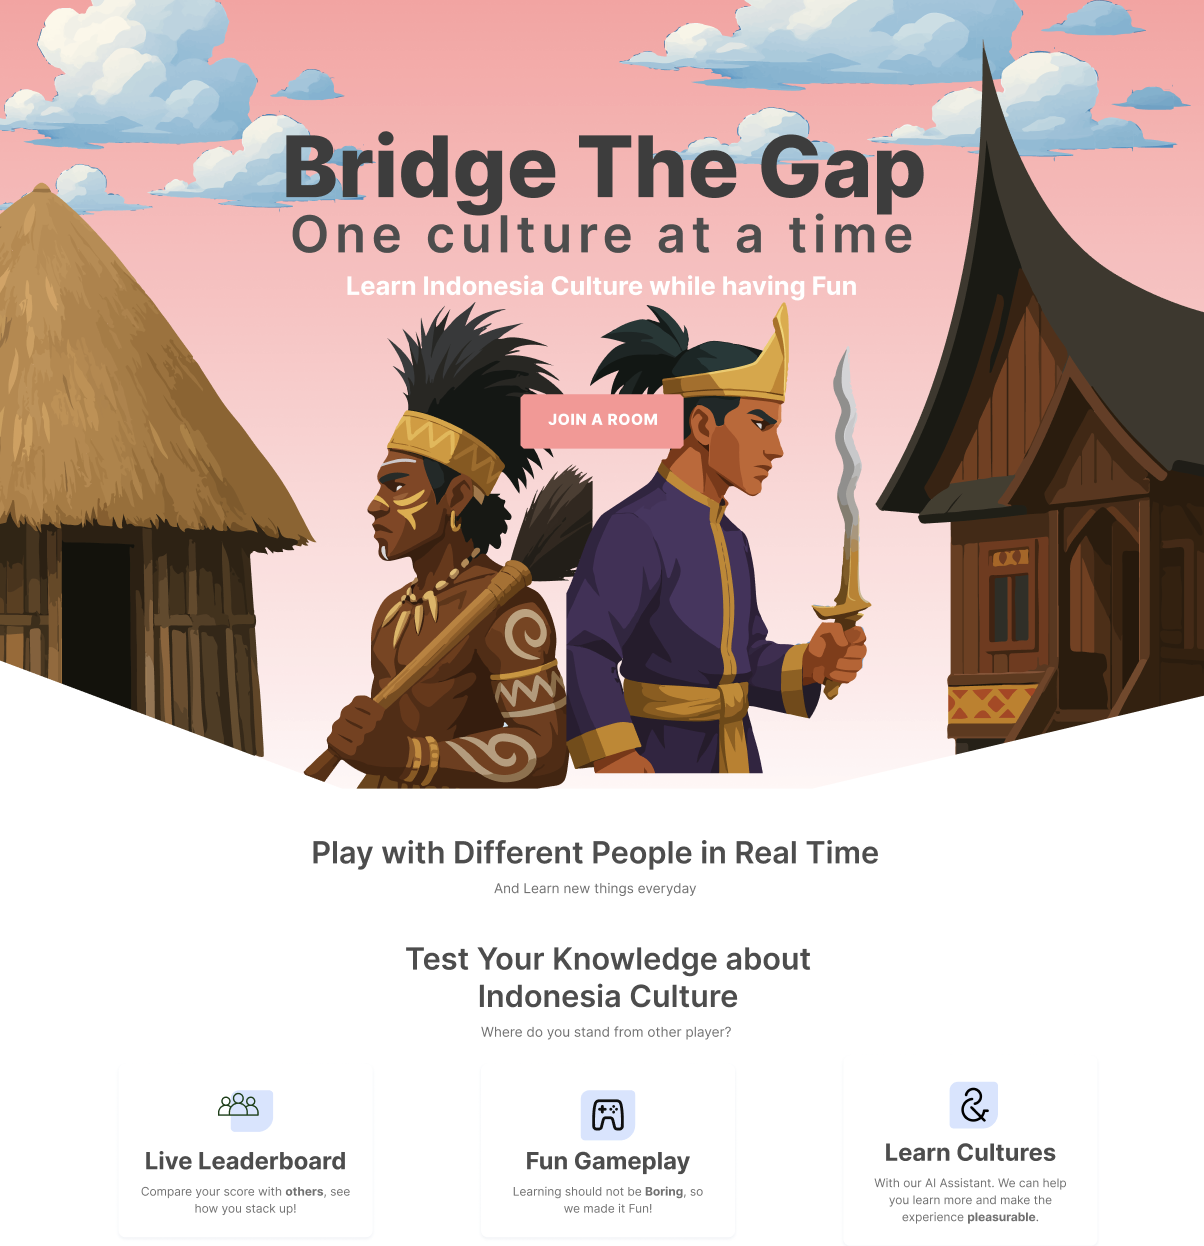 Bridge The Gap
One culture at a time
Learn Indonesia Culture while having Fun
JOIN A ROOM
Play with Different People in Real Time
And Learn new things everyday
Test Your Knowledge about
Indonesia Culture
Where do you stand from other player?
Live Leaderboard
Compare your score with others, see
how you stack up!
Fun Gameplay
Learning should not be Boring, so
we made it Fun!
Learn Cultures
With our AI Assistant. We can help
you learn more and make the
experience pleasurable.